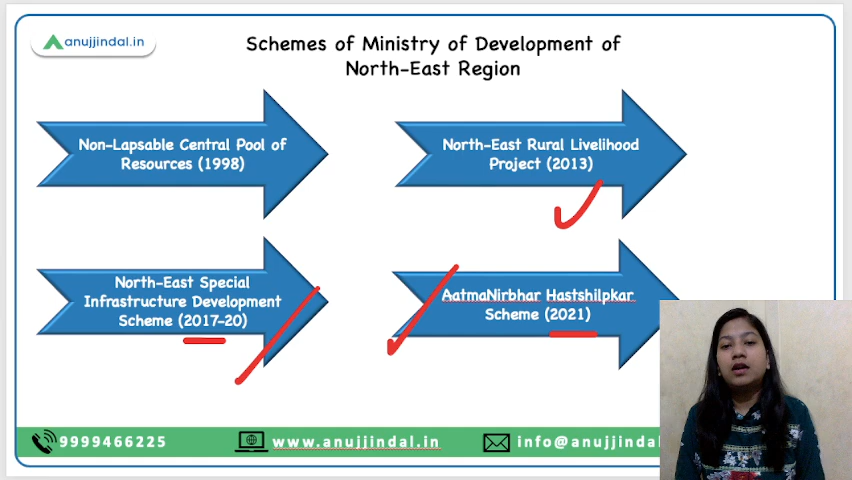 anujjindal.in
Schemes of Ministry of Development of
North-East Region
Non-Lapsable Central Pool of
Resources (1998)
North-East Rural Livelihood
Project (2013)
North-East Special
Infrastructure Development
Scheme (2017-20)
AatmaNirbhar Hastshilpkar
Scheme (2021)
9999466225
www.anujjindal.in
info@anujjindal